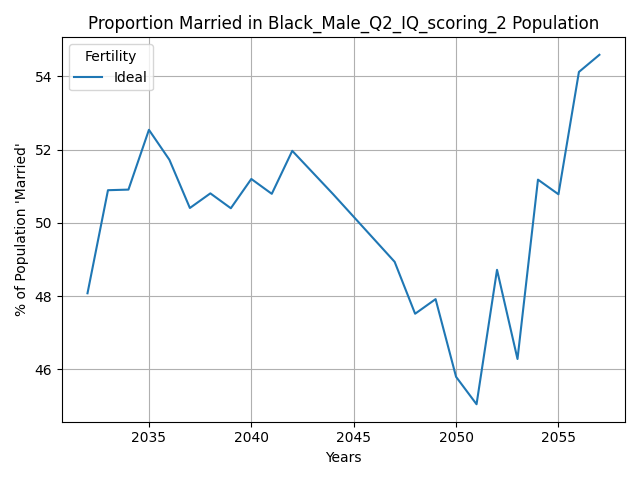 Proportion Married in Black_Male_Q2_IQ_scoring_2 Population
Fertility
Ideal
% of Population 'Married'
54
52
50
48
46
2035
2040
2045
2050
2055
Years